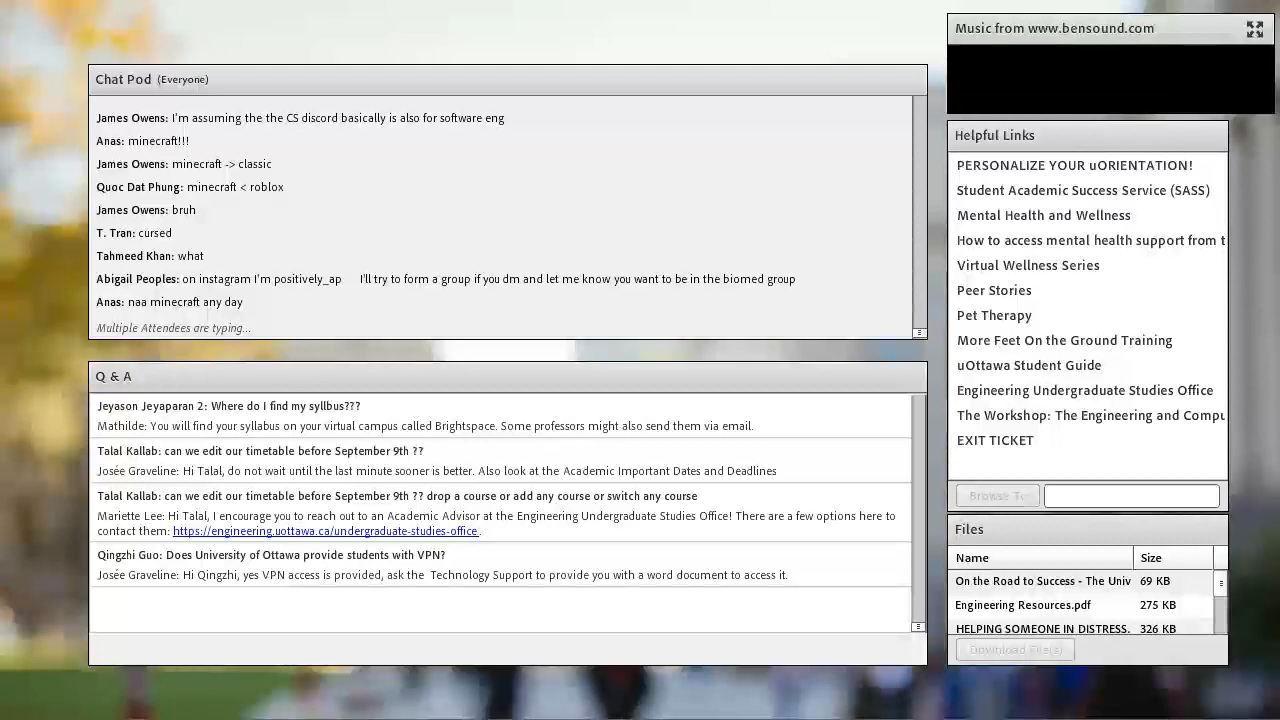 Music from www.bensound.com
Chat Pod (Everyone)
James Owens: I'm assuming the the CS discord basically is also for software eng
Anas: minecraft!!!
James Owens: minecraft -> classic
Quoc Dat Phung: minecraft < roblox
James Owens: bruh
T. Tran: cursed
Tahmeed Khan: what
Abigail Peoples: on instagram I'm positively_ap I'll try to form a group if you dm and let me know you want to be in the biomed group
Anas: naa minecraft any day
Multiple Attendees are typing...
Q & A
Jeyason Jeyaparan 2: Where do I find my syllbus???
Mathilde: You will find your syllabus on your virtual campus called Brightspace. Some professors might also send them via email.
Talal Kallab: can we edit our timetable before September 9th ??
Josée Graveline: Hi Talal, do not wait until the last minute sooner is better. Also look at the Academic Important Dates and Deadlines
Talal Kallab: can we edit our timetable before September 9th ?? drop a course or add any course or switch any course
Mariette Lee: Hi Talal, I encourage you to reach out to an Academic Advisor at the Engineering Undergraduate Studies Office! There are a few options here to
contact them: https://engineering.uottawa.ca/undergraduate-studies-office .
Qingzhi Guo: Does University of Ottawa provide students with VPN?
Josée Graveline: Hi Qingzhi, yes VPN access is provided, ask the Technology Support to provide you with a word document to access it.
Helpful Links
PERSONALIZE YOUR uORIENTATION!
Student Academic Success Service (SASS)
Mental Health and Wellness
How to access mental health support from t
Virtual Wellness Series
Peer Stories
Pet Therapy
More Feet On the Ground Training
uOttawa Student Guide
Engineering Undergraduate Studies Office
The Workshop: The Engineering and Compu
EXIT TICKET
Browse To
Files
Name Size
On the Road to Success - The Univ 69 KB
Engineering Resources.pdf 275 KB
HELPING SOMEONE IN DISTRESS. 326 KB
Download File(s)